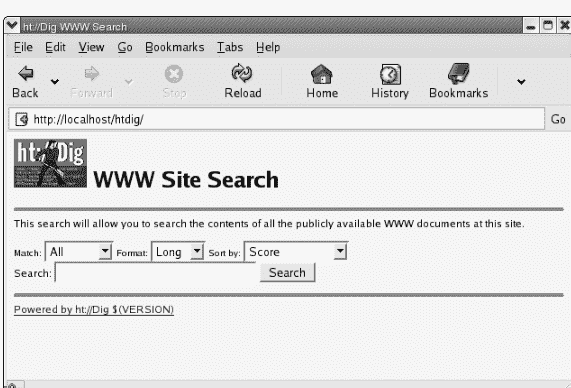 ht://Dig WWW Search
File Edit View Go Bookmarks Tabs Help
Back Forward Stop Reload Home History Bookmarks
http://localhost/htdig/ Go
ht://Dig WWW Site Search
This search will allow you to search the contents of all the publicly available WWW documents at this site.
Match: All Format: Long Sort by: Score
Search: Search
Powered by ht://Dig $(VERSION)